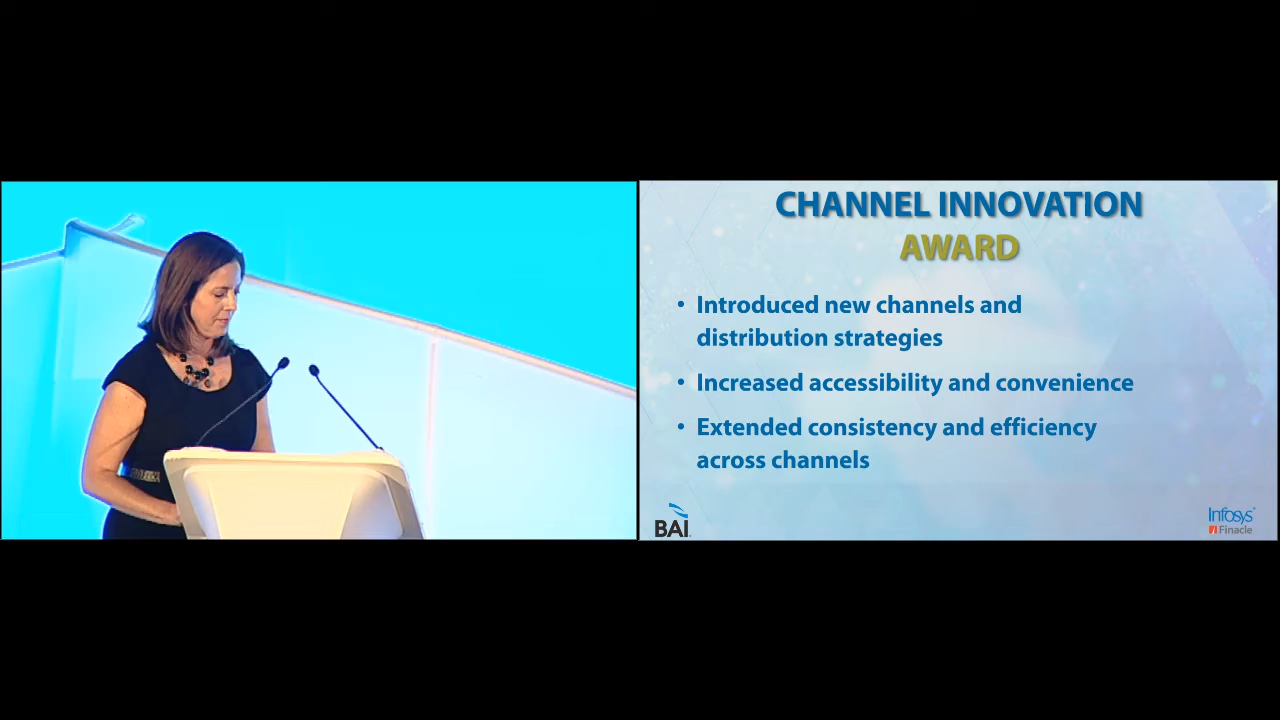 CHANNEL INNOVATION
AWARD
• Introduced new channels and
distribution strategies
• Increased accessibility and convenience
• Extended consistency and efficiency
across channels
BAI
Infosys
Finacle